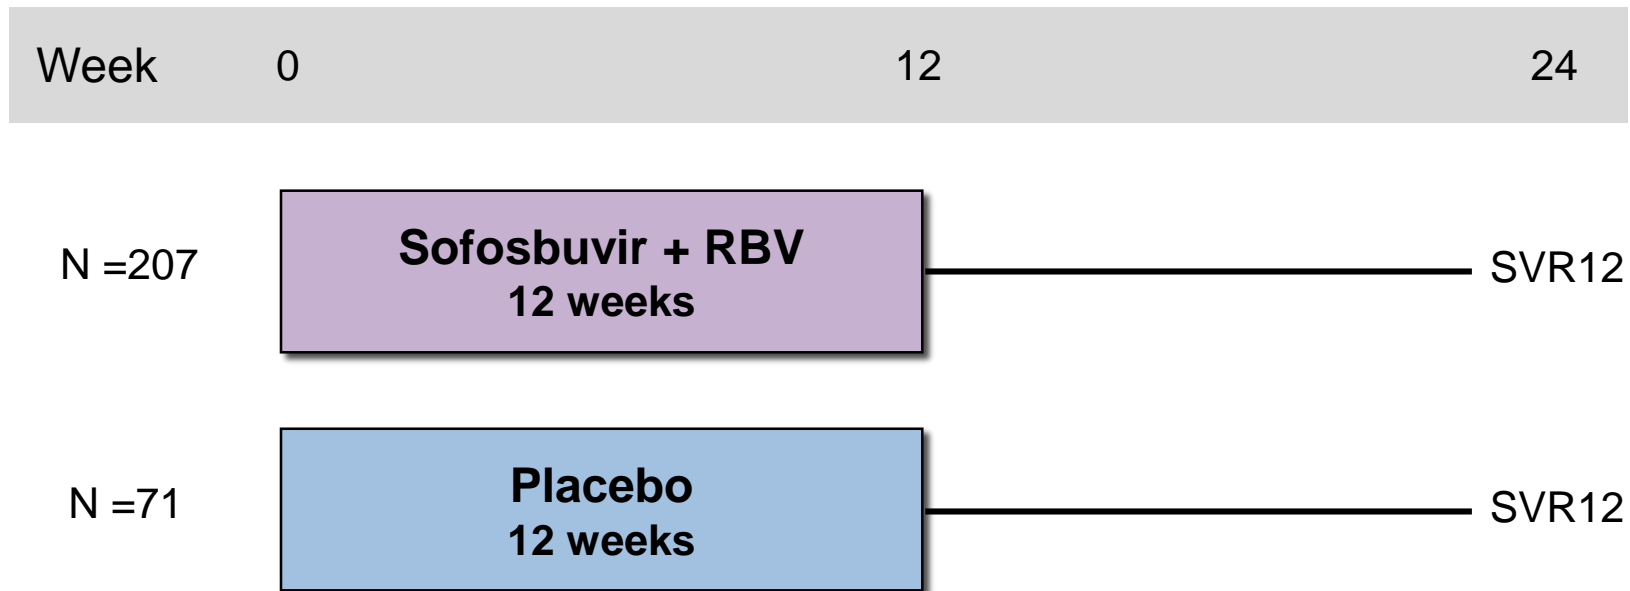 Week 0 12 24
N =207
Sofosbuvir + RBV
12 weeks
SVR12
N =71
Placebo
12 weeks
SVR12